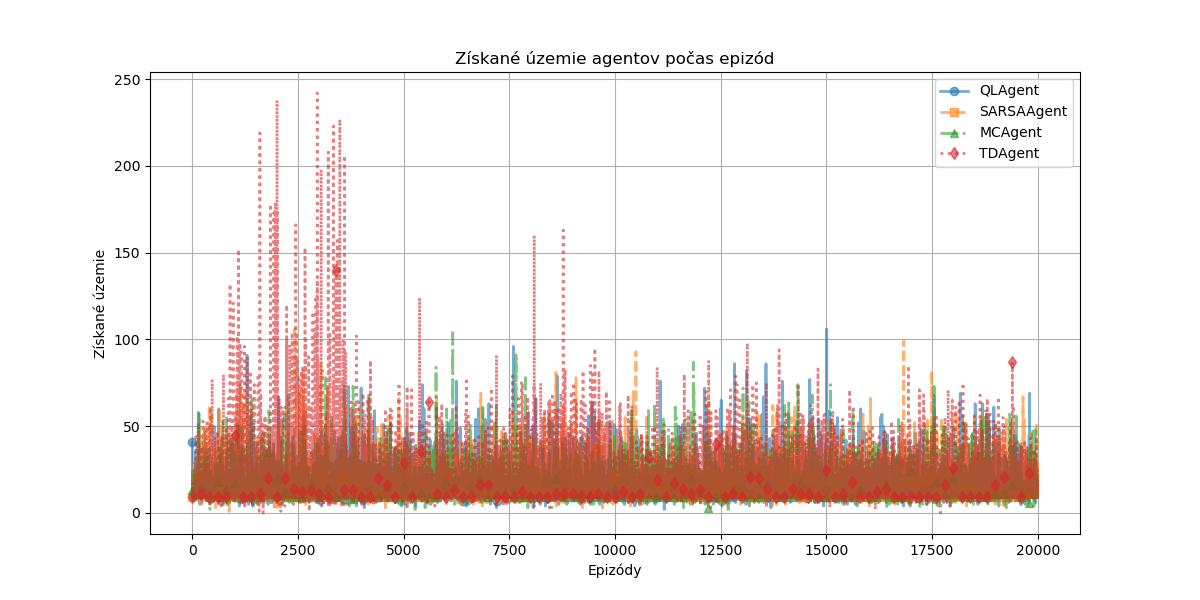 Získané územie agentov počas epizód
250
200
150
100
50
0
Získané územie
QLAgent
SARSAAgent
MCAgent
TDAgent
0 2500 5000 7500 10000 12500 15000 17500 20000
Epizódy